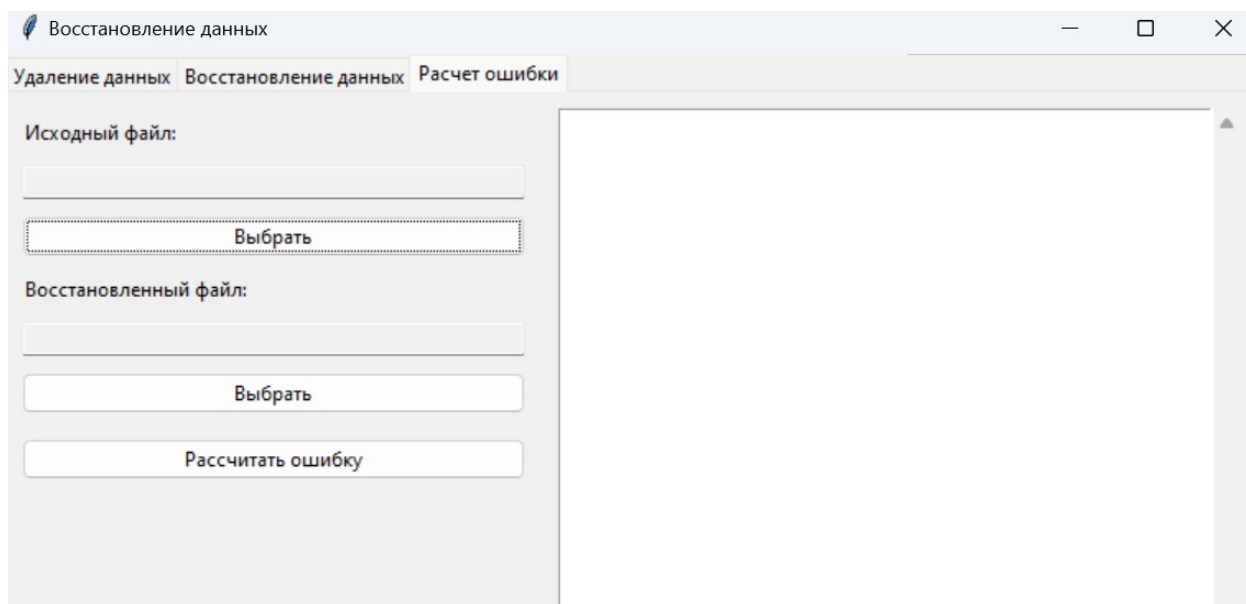 Восстановление данных
Удаление данных Восстановление данных Расчет ошибки
Исходный файл:
Выбрать
Восстановленный файл:
Выбрать
Рассчитать ошибку